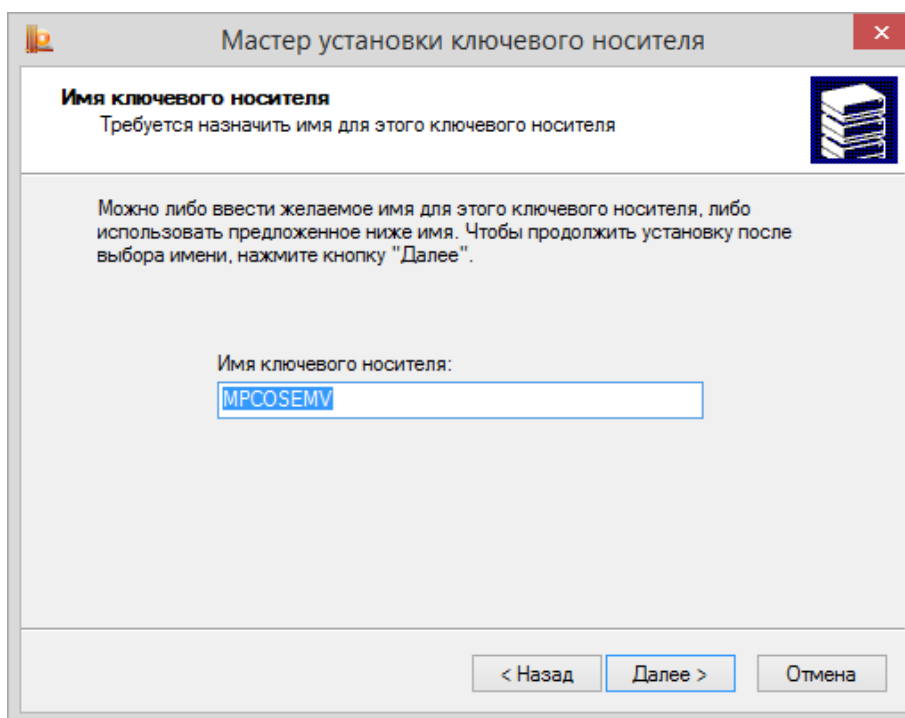 Мастер установки ключевого носителя
Имя ключевого носителя
Требуется назначить имя для этого ключевого носителя
Можно либо ввести желаемое имя для этого ключевого носителя, либо
использовать предложенное ниже имя. Чтобы продолжить установку после
выбора имени, нажмите кнопку "Далее".
Имя ключевого носителя:
MPCOSEMV
< Назад
Далее >
Отмена